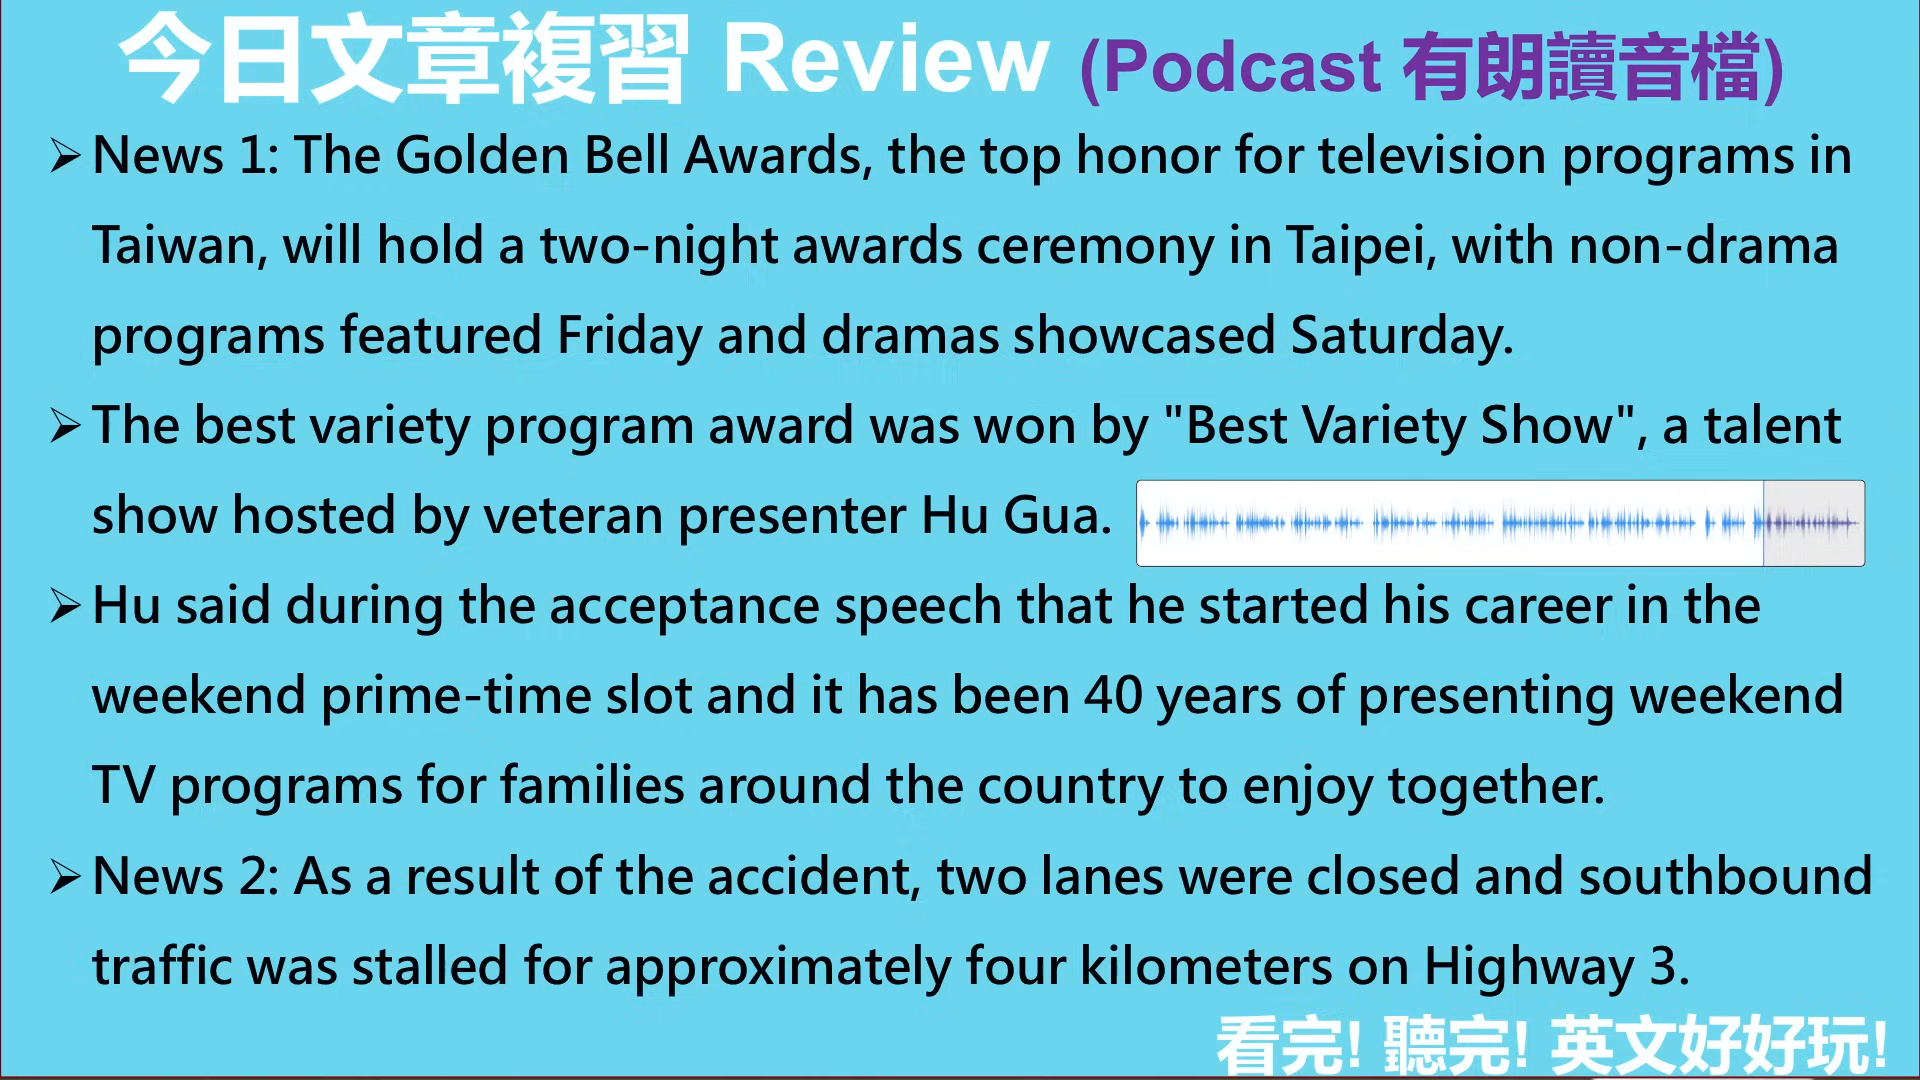 今日文章複習 Review (Podcast 有朗讀音檔)
➢News 1: The Golden Bell Awards, the top honor for television programs in
Taiwan, will hold a two-night awards ceremony in Taipei, with non-drama
programs featured Friday and dramas showcased Saturday.
➢The best variety program award was won by "Best Variety Show", a talent
show hosted by veteran presenter Hu Gua.
➢Hu said during the acceptance speech that he started his career in the
weekend prime-time slot and it has been 40 years of presenting weekend
TV programs for families around the country to enjoy together.
➢News 2: As a result of the accident, two lanes were closed and southbound
traffic was stalled for approximately four kilometers on Highway 3.
看完! 聽完! 英文好好玩!